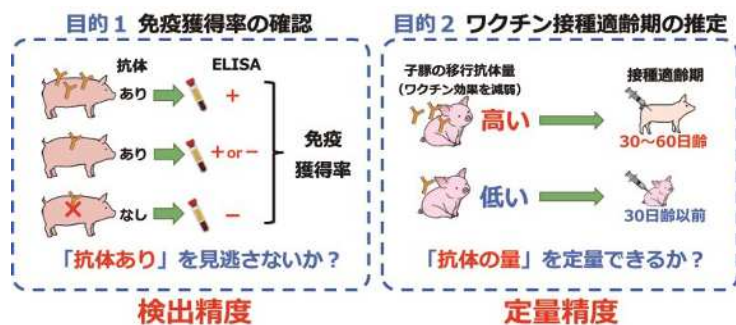 目的1 免疫獲得率の確認
抗体
ELISA
あり
+
あり
+or−
なし
−
免疫
獲得率
「抗体あり」を見逃さないか？
検出精度
目的2 ワクチン接種適齢期の推定
子豚の移行抗体量
（ワクチン効果を減弱）
接種適齢期
高い
30〜60日齢
低い
30日齢以前
「抗体の量」を定量できるか？
定量精度